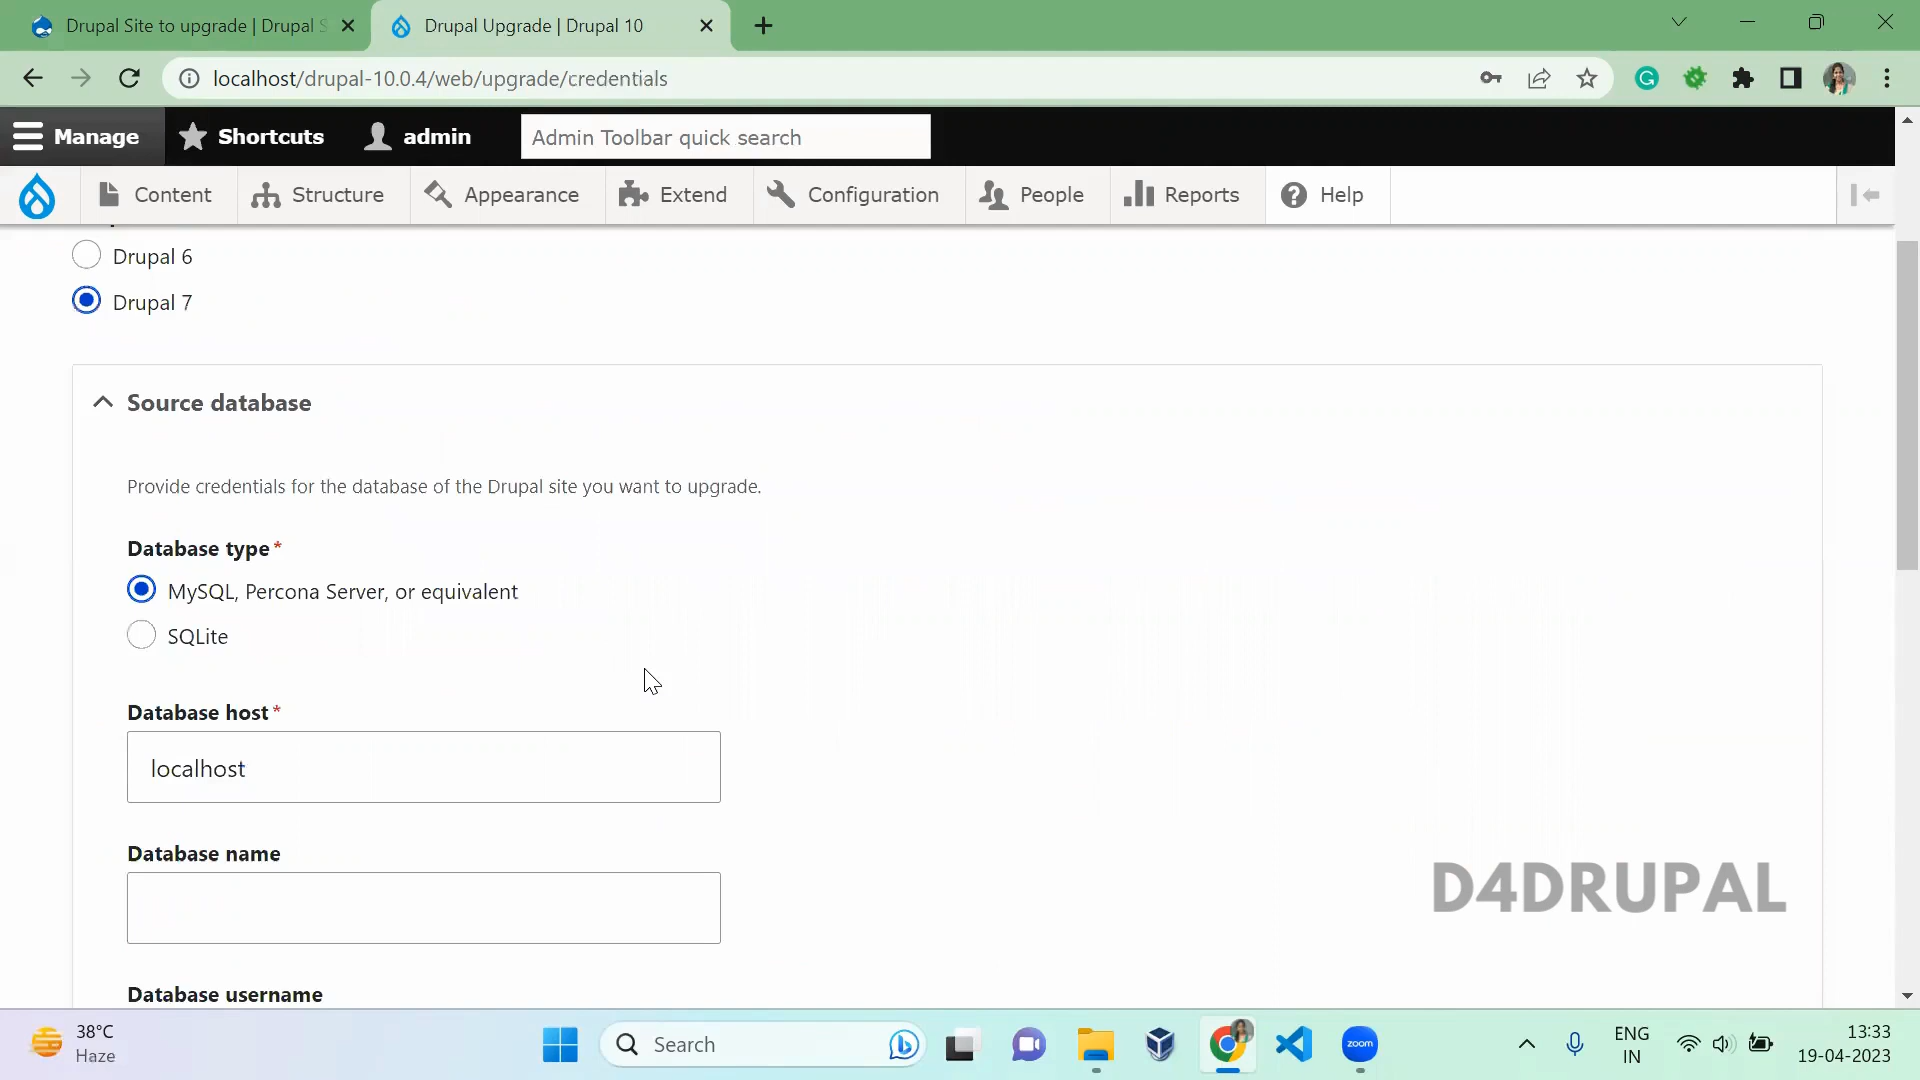 Drupal Site to upgrade | Drupal S
Drupal Upgrade | Drupal 10
localhost/drupal-10.0.4/web/upgrade/credentials
Manage
Shortcuts
admin
Admin Toolbar quick search
Content
Structure
Appearance
Extend
Configuration
People
Reports
Help
Drupal 6
Drupal 7
Source database
Provide credentials for the database of the Drupal site you want to upgrade.
Database type*
MySQL, Percona Server, or equivalent
SQLite
Database host*
localhost
Database name
D4DRUPAL
Database username
38°C
Haze
Search
zoom
ENG
IN
13:33
19-04-2023